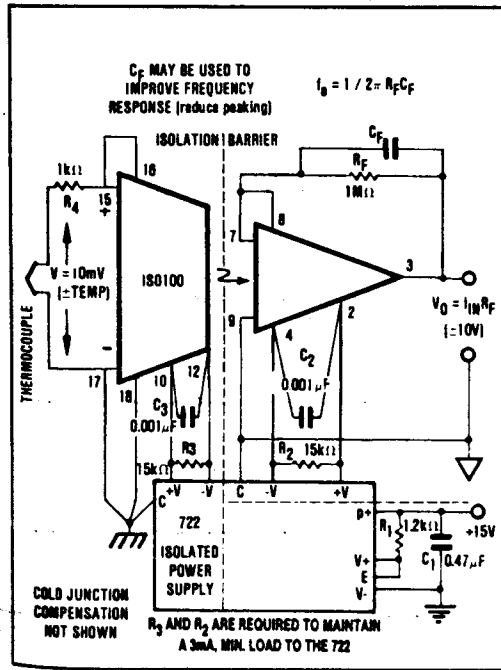 C_F MAY BE USED TO
IMPROVE FREQUENCY
RESPONSE (reduce peaking)
f_B = 1 / 2π R_F C_F
ISOLATION BARRIER
C_F
R_F
1MΩ
1kΩ
R_4
15
+
16
V = 10mV
(±TEMP)
ISO100
THERMOCOUPLE
-
17
18
10
12
7
8
3
9
4
2
V_O = I_IN R_F
(±10V)
C_3
0.001μF
C_2
0.001μF
R_3
15kΩ
R_2
15kΩ
C
+V
-V
C
-V
+V
722
ISOLATED
POWER
SUPPLY
P+
V+
E
V-
R_1
1.2kΩ
C_1
0.47μF
+15V
COLD JUNCTION
COMPENSATION
NOT SHOWN
R_3 AND R_2 ARE REQUIRED TO MAINTAIN
A 3mA, MIN. LOAD TO THE 722